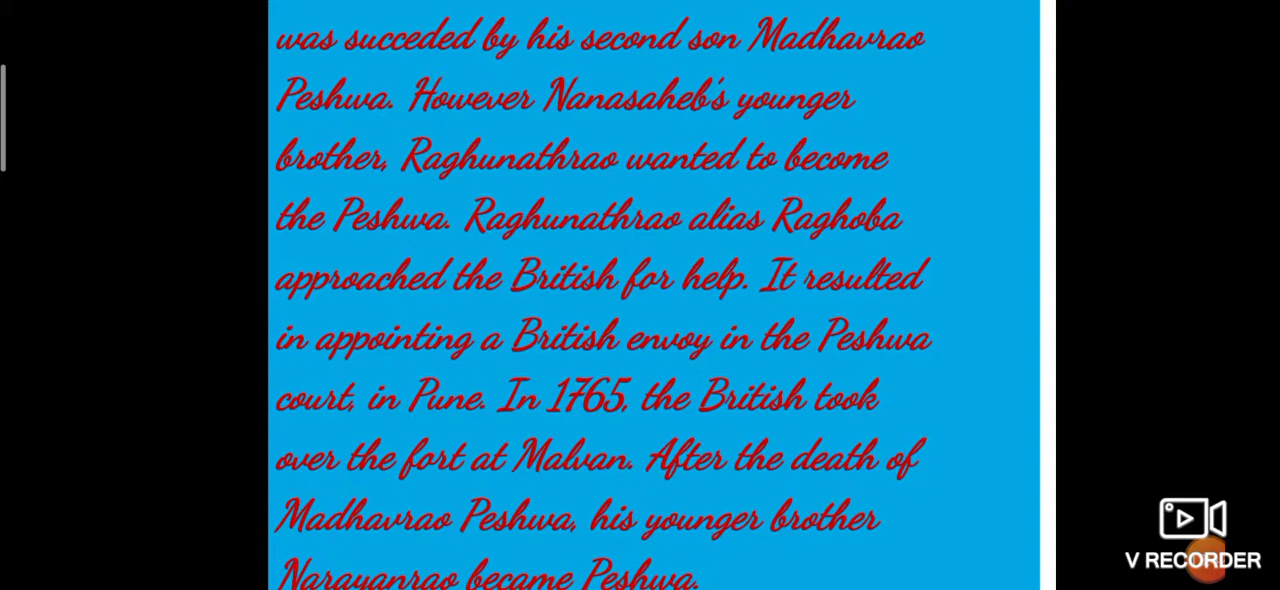 was succeded by his second son Madhavrao
Peshwa. However Nanasaheb's younger
brother, Raghunathrao wanted to become
the Peshwa. Raghunathrao alias Raghoba
approached the British for help. It resulted
in appointing a British envoy in the Peshwa
court, in Pune. In 1765, the British took
over the fort at Malvan. After the death of
Madhavrao Peshwa, his younger brother
Narayanrao became Peshwa.
V RECORDER